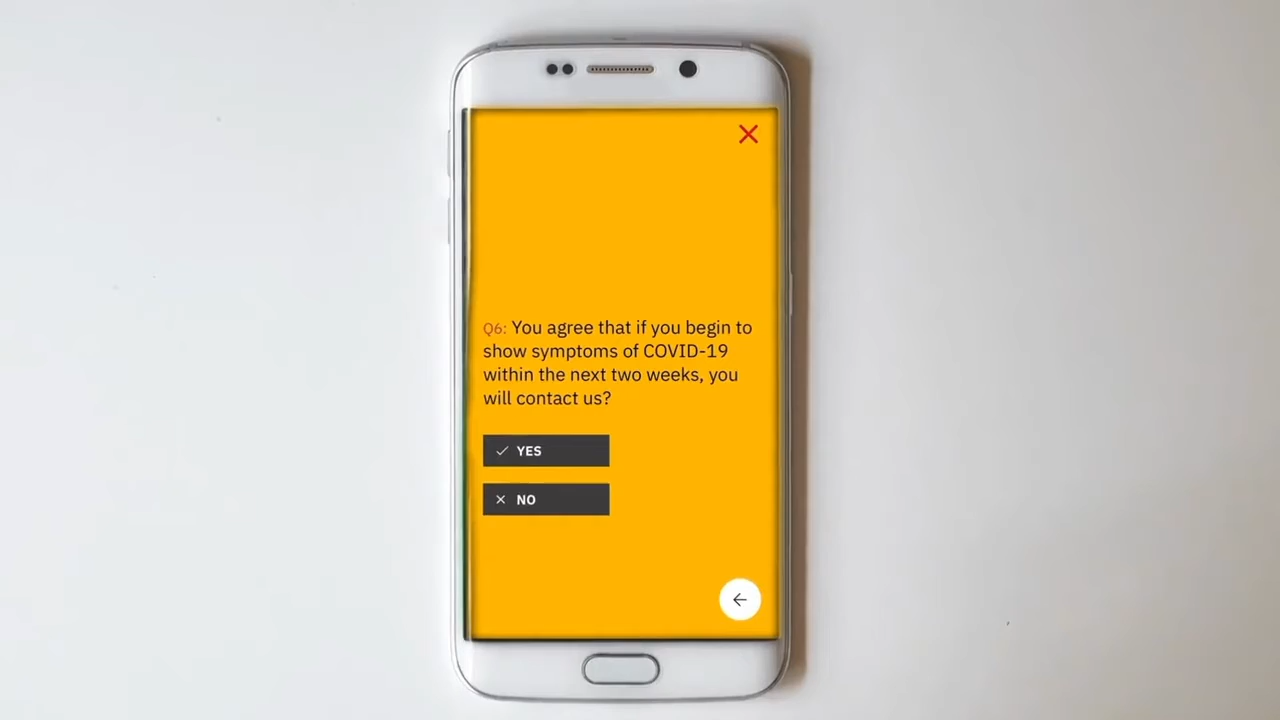 Q6: You agree that if you begin to
show symptoms of COVID-19
within the next two weeks, you
will contact us?
YES
NO